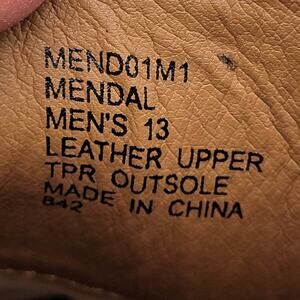 MEND01M1
MENDAL
MEN'S 13
LEATHER UPPER
TPR OUTSOLE
MADE IN CHINA
842